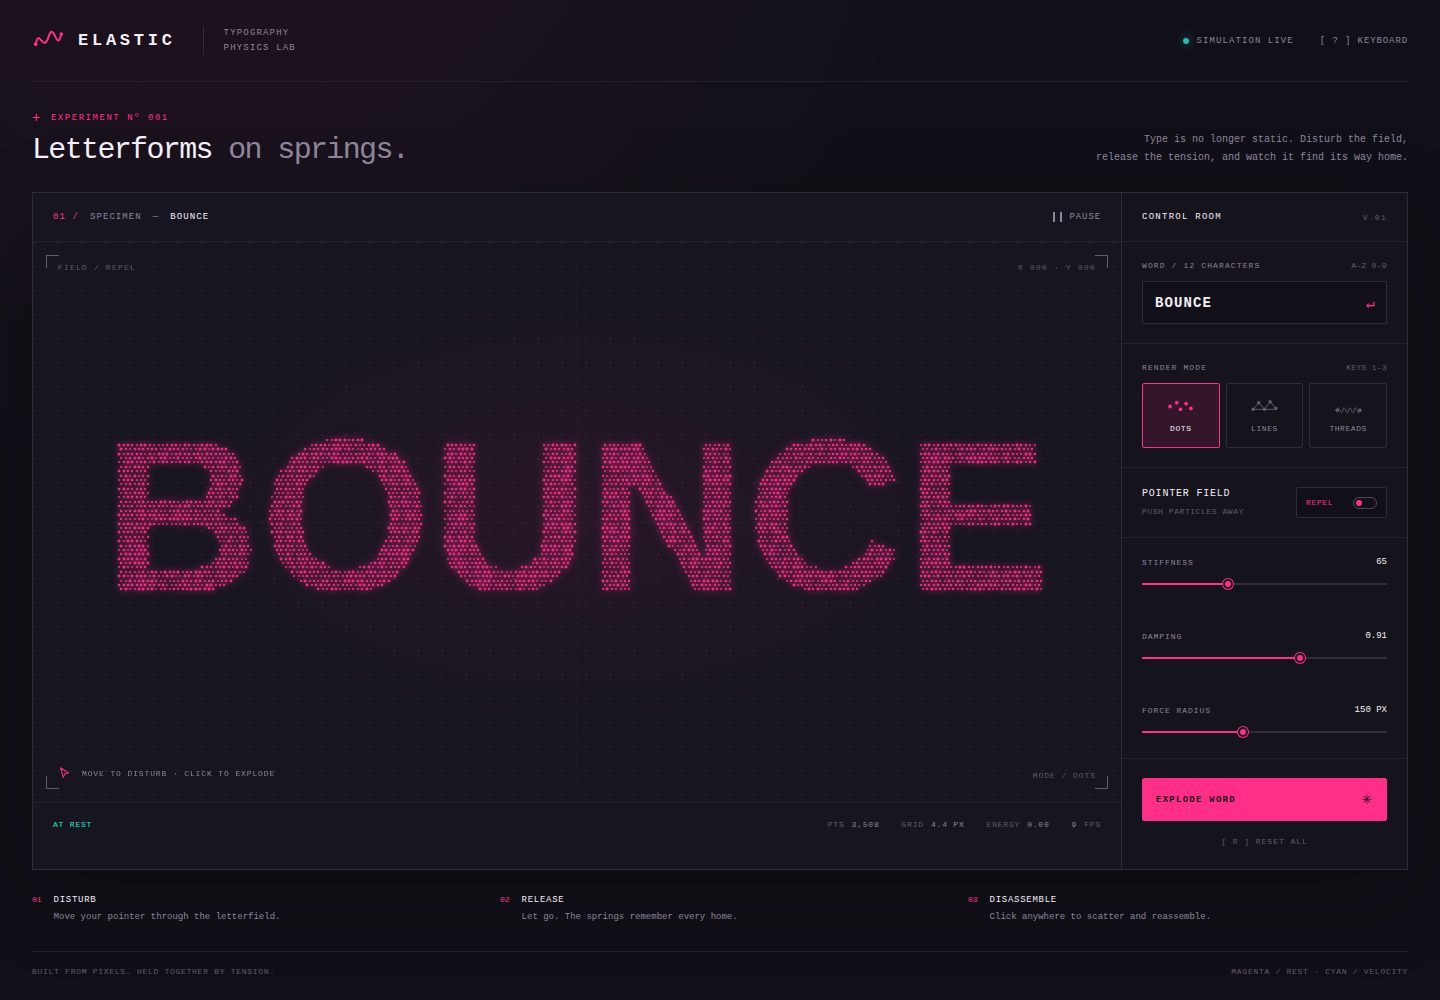 ELASTIC
TYPOGRAPHY
PHYSICS LAB
SIMULATION LIVE
[ ? ] KEYBOARD
+ EXPERIMENT Nº 001
Letterforms on springs.
Type is no longer static. Disturb the field,
release the tension, and watch it find its way home.
01 / SPECIMEN — BOUNCE
PAUSE
FIELD / REPEL
X 000 · Y 000
BOUNCE
MOVE TO DISTURB · CLICK TO EXPLODE
MODE / DOTS
AT REST
PTS 3,508 GRID 4.4 PX ENERGY 0.00 9 FPS
CONTROL ROOM
V.01
WORD / 12 CHARACTERS
A–Z 0–9
BOUNCE ↵
RENDER MODE
KEYS 1–3
DOTS
LINES
THREADS
POINTER FIELD
PUSH PARTICLES AWAY
REPEL
STIFFNESS 65
DAMPING 0.91
FORCE RADIUS 150 PX
EXPLODE WORD ✳
[ R ] RESET ALL
01 DISTURB
Move your pointer through the letterfield.
02 RELEASE
Let go. The springs remember every home.
03 DISASSEMBLE
Click anywhere to scatter and reassemble.
BUILT FROM PIXELS. HELD TOGETHER BY TENSION.
MAGENTA / REST · CYAN / VELOCITY